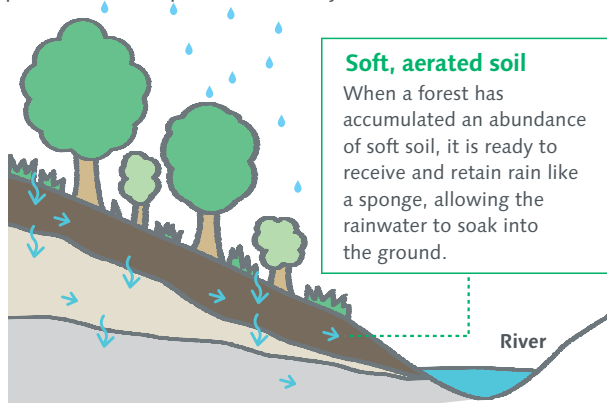 Soft, aerated soil
When a forest has
accumulated an abundance
of soft soil, it is ready to
receive and retain rain like
a sponge, allowing the
rainwater to soak into
the ground.
River